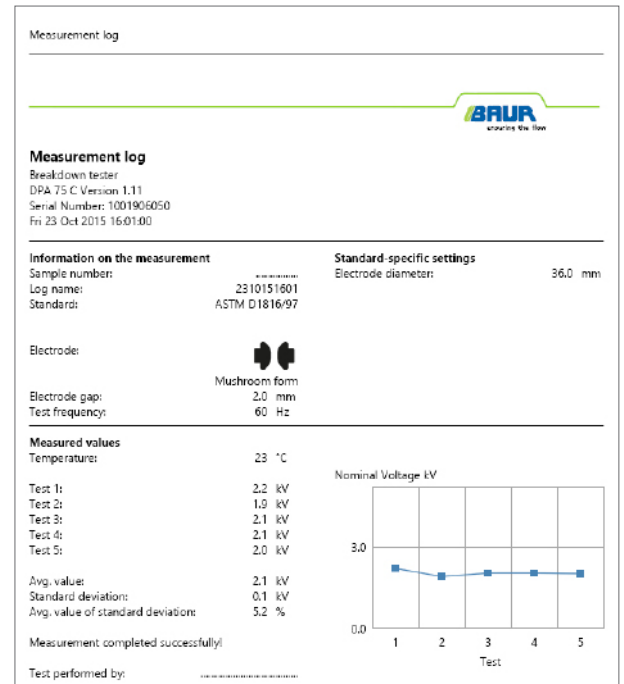 Measurement log
BAUR
ensuring the flow
Measurement log
Breakdown tester
DPA 75 C Version 1.11
Serial Number: 1001906050
Fri 23 Oct 2015 16:01:00
Information on the measurement
Sample number: ...............
Log name: 2310151601
Standard: ASTM D1816/97
Electrode:
Mushroom form
Electrode gap: 2.0 mm
Test frequency: 60 Hz
Standard-specific settings
Electrode diameter: 36.0 mm
Measured values
Temperature: 23 °C
Test 1: 2.2 kV
Test 2: 1.9 kV
Test 3: 2.1 kV
Test 4: 2.1 kV
Test 5: 2.0 kV
Avg. value: 2.1 kV
Standard deviation: 0.1 kV
Avg. value of standard deviation: 5.2 %
Measurement completed successfully!
Test performed by: ..............................
Nominal Voltage kV
3.0
0.0
1 2 3 4 5
Test